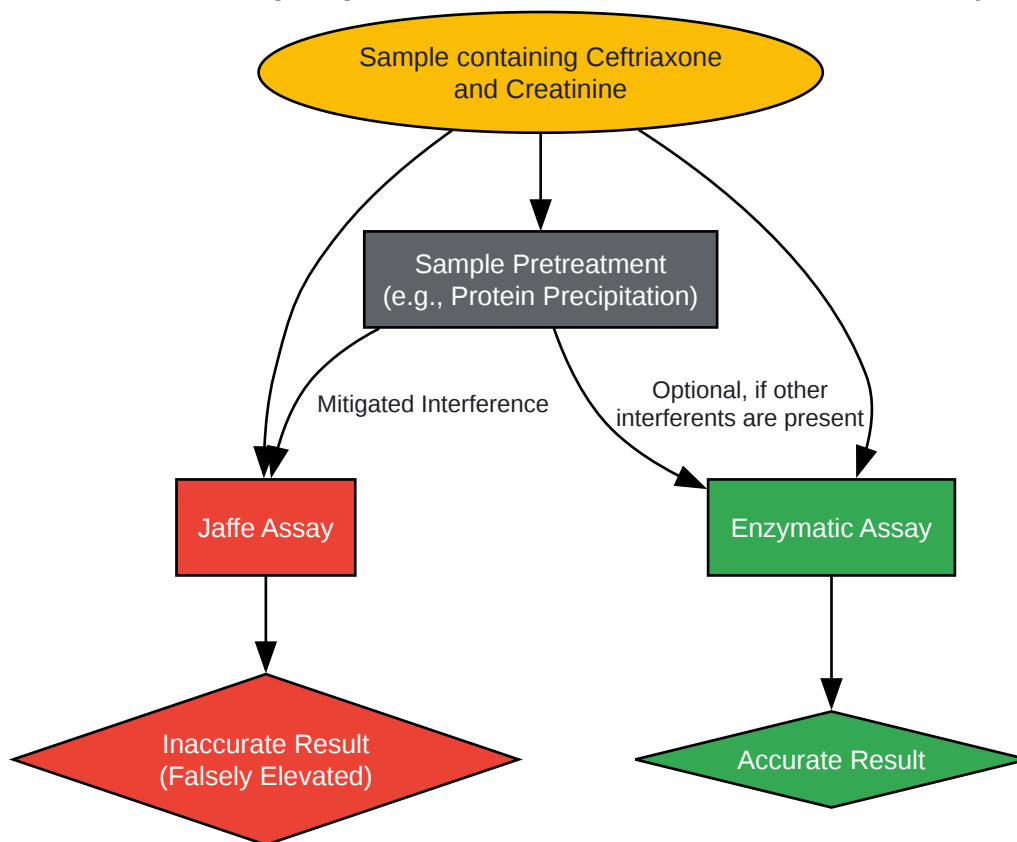 Sample containing Ceftriaxone
and Creatinine
Sample Pretreatment
(e.g., Protein Precipitation)
Mitigated Interference
Optional, if other
interferents are present
Jaffe Assay
Enzymatic Assay
Inaccurate Result
(Falsely Elevated)
Accurate Result